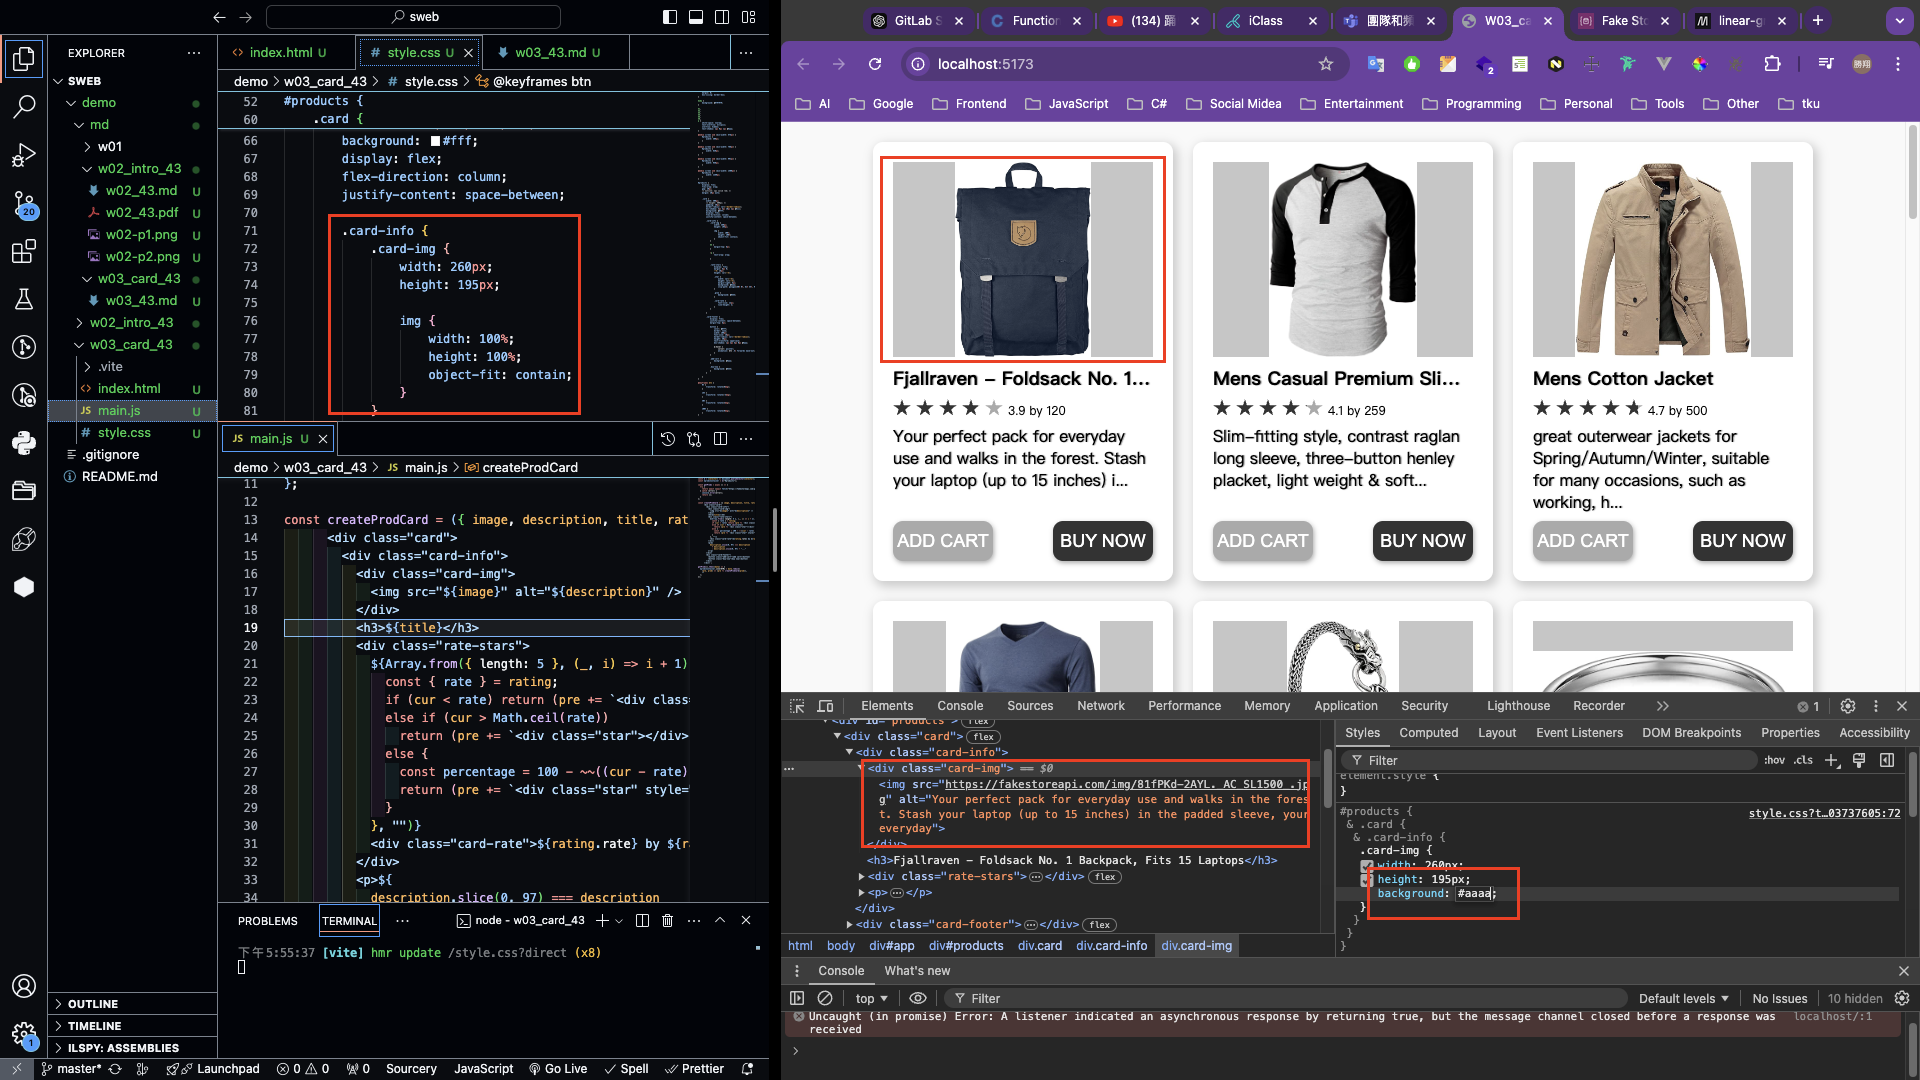 sweb
EXPLORER
SWEB
demo
md
w01
w02_intro_43
w02_43.md U
w02_43.pdf U
w02-p1.png U
w02-p2.png U
w03_card_43
w03_43.md U
w02_intro_43
w03_card_43
.vite
index.html U
main.js U
style.css U
.gitignore
README.md
20
OUTLINE
TIMELINE
ILSPY: ASSEMBLIES
1
index.html U
style.css U
w03_43.md U
demo > w03_card_43 > style.css > @keyframes btn
52 #products {
60 .card {
66 background: #fff;
67 display: flex;
68 flex-direction: column;
69 justify-content: space-between;
70
71 .card-info {
72 .card-img {
73 width: 260px;
74 height: 195px;
75
76 img {
77 width: 100%;
78 height: 100%;
79 object-fit: contain;
80 }
81 }
main.js U
demo > w03_card_43 > main.js > createProdCard
11 };
12
13 const createProdCard = ({ image, description, title, rat
14 <div class="card">
15 <div class="card-info">
16 <div class="card-img">
17 <img src="${image}" alt="${description}" />
18 </div>
19 <h3>${title}</h3>
20 <div class="rate-stars">
21 ${Array.from({ length: 5 }, (_, i) => i + 1)
22 const { rate } = rating;
23 if (cur < rate) return (pre += `<div clas
24 else if (cur > Math.ceil(rate))
25 return (pre += `<div class="star"></div>
26 else {
27 const percentage = 100 - ~~((cur - rate)
28 return (pre += `<div class="star" style="
29 }
30 }, "")}
31 <div class="card-rate">${rating.rate} by ${ra
32 </div>
33 <p>${
34 description.slice(0, 97) === description
PROBLEMS
TERMINAL
node - w03_card_43
下午5:55:37 [vite] hmr update /style.css?direct (x8)
master*
Launchpad
0 0
0
Sourcery
JavaScript
Go Live
Spell
Prettier
GitLab S
Function
(134) 踊
iClass
團隊和頻
W03_ca
Fake Sto
linear-g
localhost:5173
2
勝翔
AI
Google
Frontend
JavaScript
C#
Social Midea
Entertainment
Programming
Personal
Tools
Other
tku
Fjallraven - Foldsack No. 1...
3.9 by 120
Your perfect pack for everyday
use and walks in the forest. Stash
your laptop (up to 15 inches) i...
ADD CART
BUY NOW
Mens Casual Premium Sli...
4.1 by 259
Slim-fitting style, contrast raglan
long sleeve, three-button henley
placket, light weight & soft...
ADD CART
BUY NOW
Mens Cotton Jacket
4.7 by 500
great outerwear jackets for
Spring/Autumn/Winter, suitable
for many occasions, such as
working, h...
ADD CART
BUY NOW
Elements
Console
Sources
Network
Performance
Memory
Application
Security
Lighthouse
Recorder
1
<div id="products"> flex
<div class="card"> flex
<div class="card-info">
<div class="card-img"> == $0
<img src="https://fakestoreapi.com/img/81fPKd-2AYL._AC_SL1500_.jp
g" alt="Your perfect pack for everyday use and walks in the fores
t. Stash your laptop (up to 15 inches) in the padded sleeve, your
everyday">
</div>
<h3>Fjallraven - Foldsack No. 1 Backpack, Fits 15 Laptops</h3>
<div class="rate-stars"> </div> flex
<p> </p>
</div>
<div class="card-footer"> </div> flex
html
body
div#app
div#products
div.card
div.card-info
div.card-img
Styles
Computed
Layout
Event Listeners
DOM Breakpoints
Properties
Accessibility
Filter
:hov
.cls
element.style {
}
#products {
style.css?t…03737605:72
& .card {
& .card-info {
.card-img {
width: 260px;
height: 195px;
background: #aaaa;
}
}
}
}
Console
What's new
top
Filter
Default levels
No Issues
10 hidden
Uncaught (in promise) Error: A listener indicated an asynchronous response by returning true, but the message channel closed before a response was
received
localhost/:1